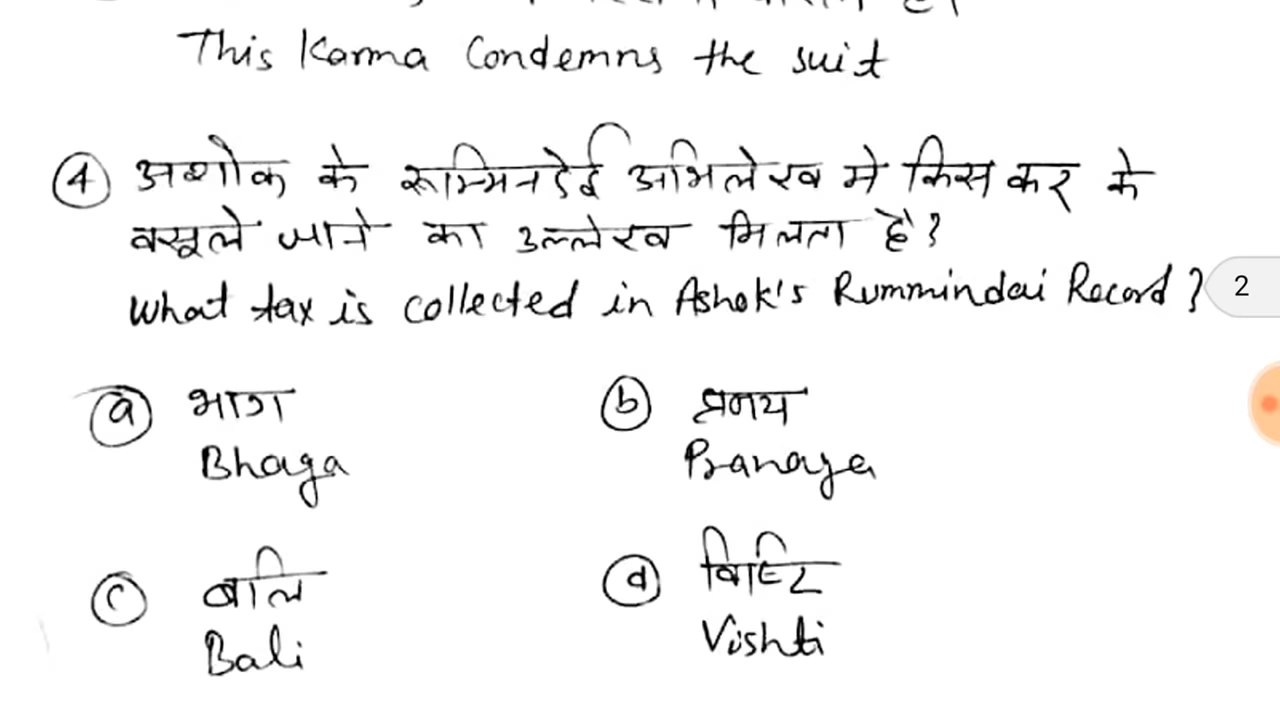 This Karma Condemns the suit
④ अशोक के रूम्मिनडेई अभिलेख मे किस कर के
वसूले जाने का उल्लेख मिलता है?
What tax is collected in Ashok's Rummindai Record?
2
ⓐ भाग
ⓑ प्रणय
Bhaga
Pranaya
ⓒ बलि
ⓓ विष्टि
Bali
Vishti